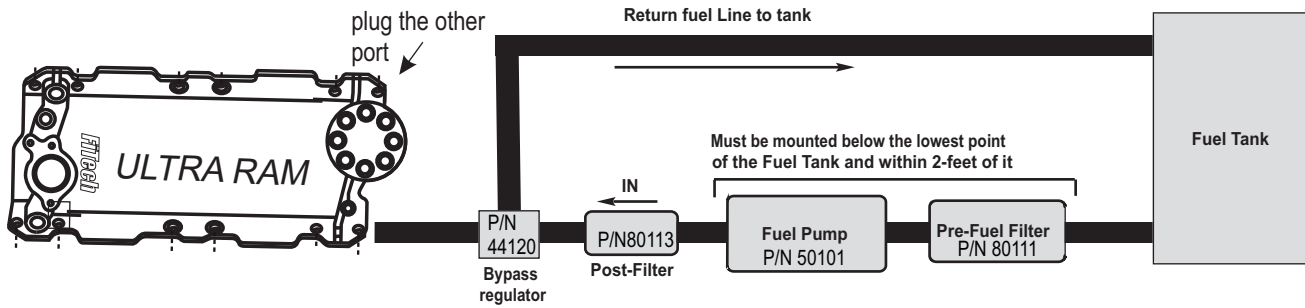 plug the other
port
FiTech
ULTRA RAM
Return fuel Line to tank
Must be mounted below the lowest point
of the Fuel Tank and within 2-feet of it
Fuel Tank
IN
P/N
44120
Bypass
regulator
P/N80113
Post-Filter
Fuel Pump
P/N 50101
Pre-Fuel Filter
P/N 80111